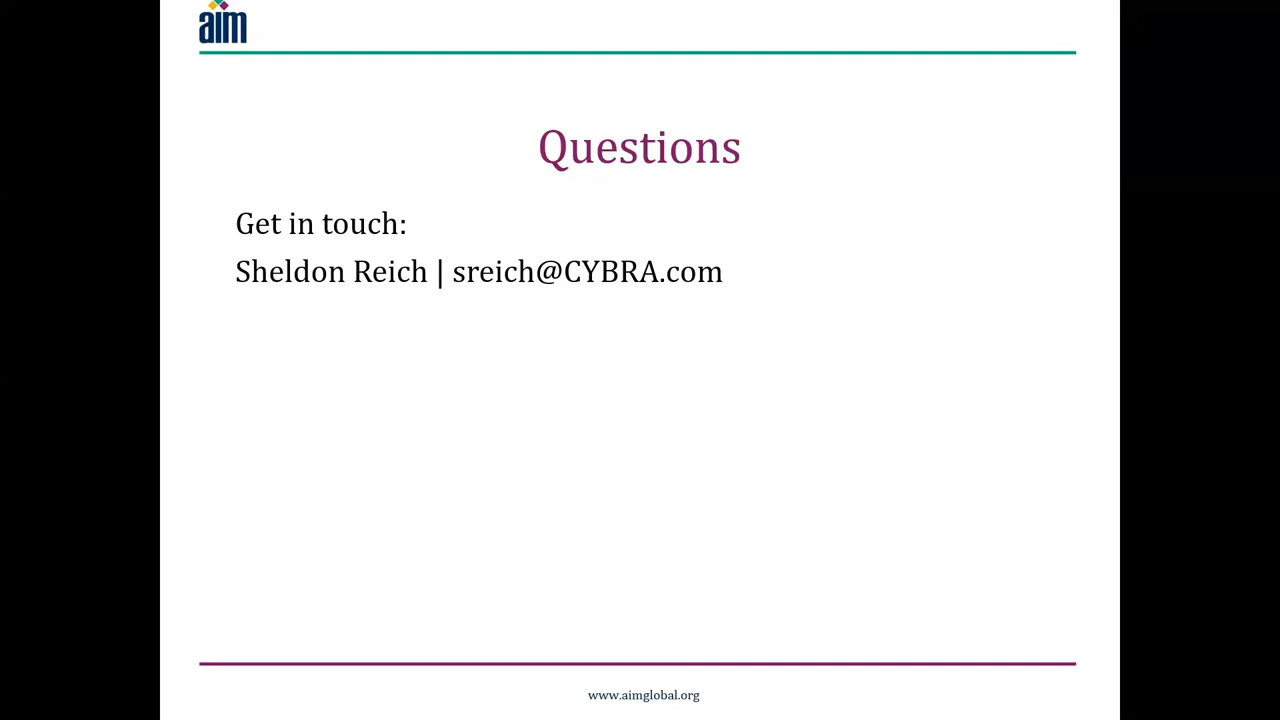 aim
Questions
Get in touch:
Sheldon Reich | sreich@CYBRA.com
www.aimglobal.org